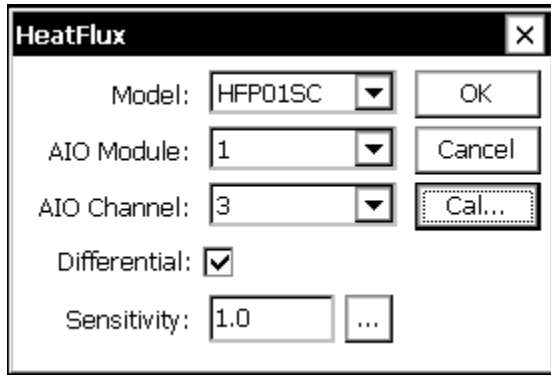 HeatFlux
Model: HFP01SC OK
AIO Module: 1 Cancel
AIO Channel: 3 Cal...
Differential:
Sensitivity: 1.0 ...